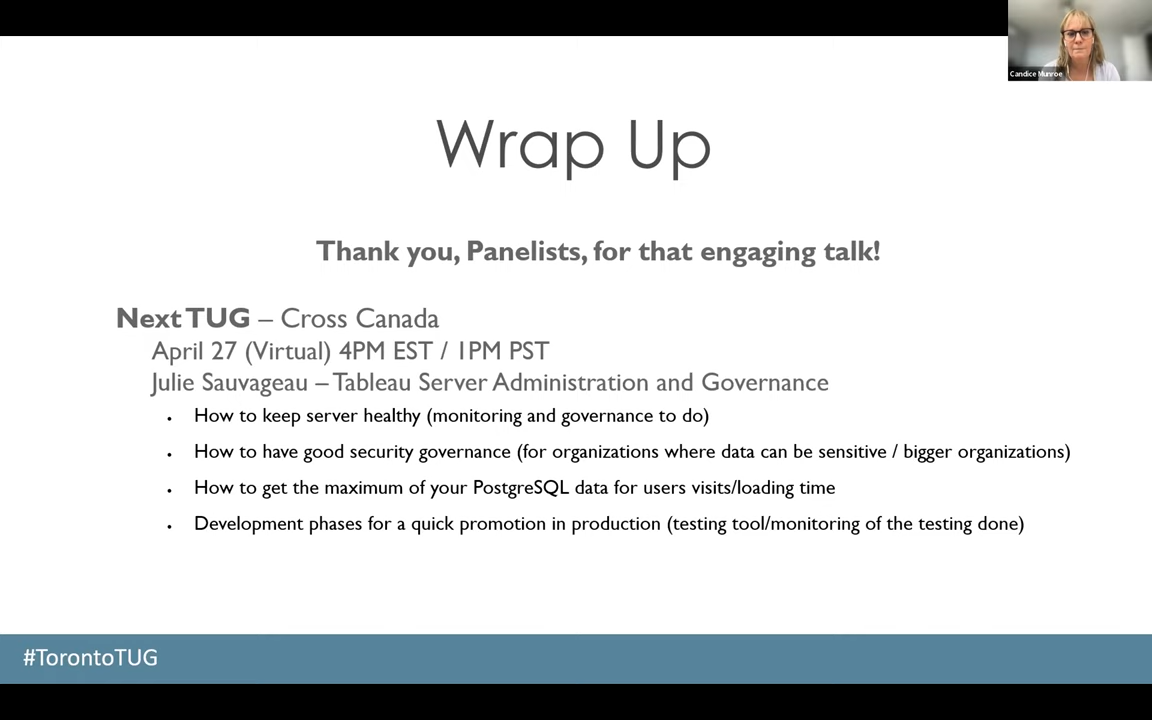 Candice Munroe
Wrap Up
Thank you, Panelists, for that engaging talk!
Next TUG – Cross Canada
April 27 (Virtual) 4PM EST / 1PM PST
Julie Sauvageau – Tableau Server Administration and Governance
• How to keep server healthy (monitoring and governance to do)
• How to have good security governance (for organizations where data can be sensitive / bigger organizations)
• How to get the maximum of your PostgreSQL data for users visits/loading time
• Development phases for a quick promotion in production (testing tool/monitoring of the testing done)
#TorontoTUG